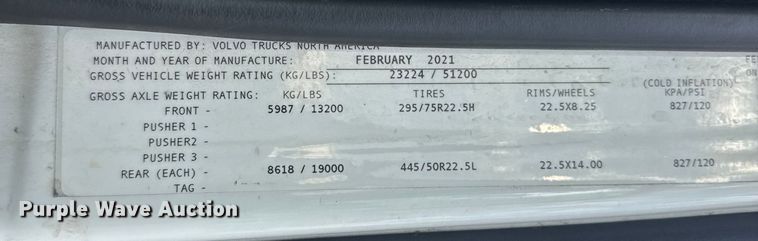 MANUFACTURED BY: VOLVO TRUCKS NORTH AMERICA
MONTH AND YEAR OF MANUFACTURE: FEBRUARY 2021 FE
GROSS VEHICLE WEIGHT RATING (KG/LBS): 23224 / 51200 ON
(COLD INFLATION)
GROSS AXLE WEIGHT RATING: KG/LBS TIRES RIMS/WHEELS KPA/PSI
FRONT - 5987 / 13200 295/75R22.5H 22.5X8.25 827/120
PUSHER 1 -
PUSHER2 -
PUSHER 3 -
REAR (EACH) - 8618 / 19000 445/50R22.5L 22.5X14.00 827/120
TAG -
Purple Wave Auction